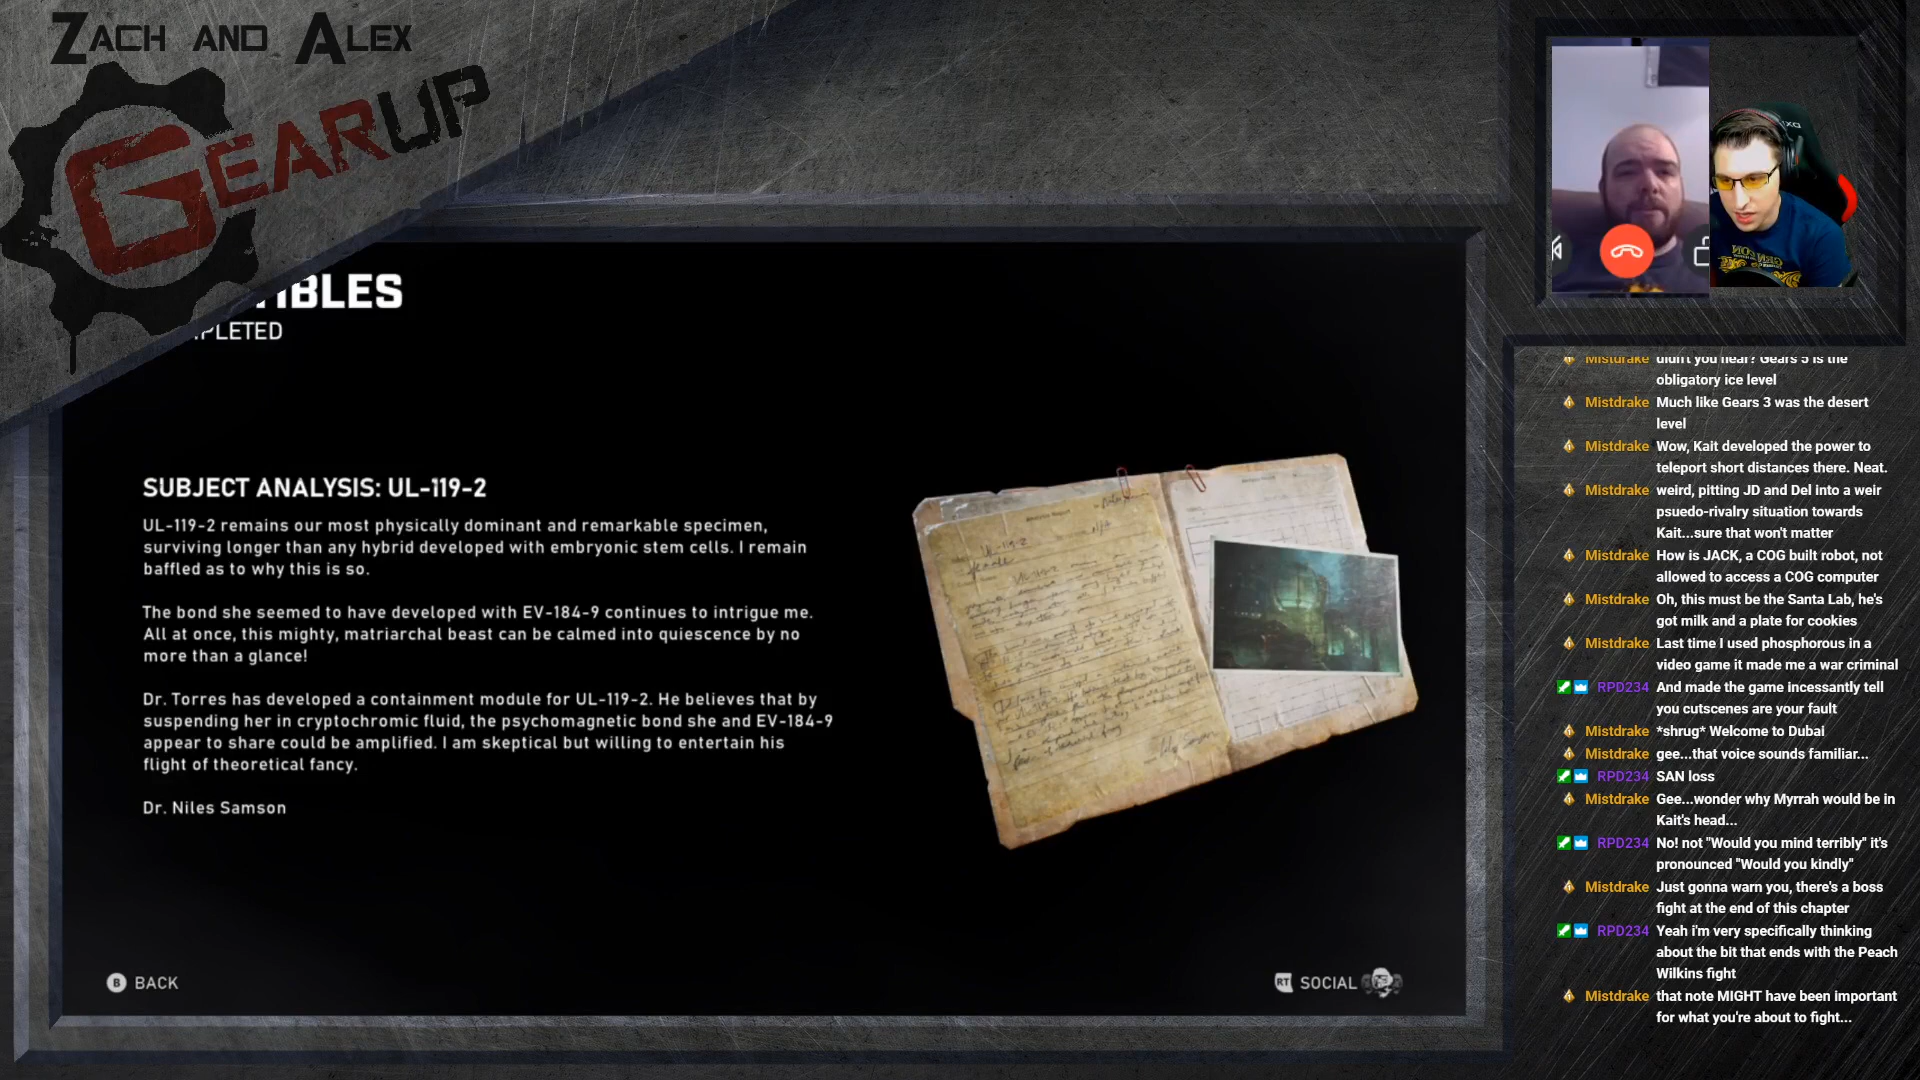 ZACH AND ALEX
GEARUP
IBLES
PLETED
SUBJECT ANALYSIS: UL-119-2
UL-119-2 remains our most physically dominant and remarkable specimen,
surviving longer than any hybrid developed with embryonic stem cells. I remain
baffled as to why this is so.
The bond she seemed to have developed with EV-184-9 continues to intrigue me.
All at once, this mighty, matriarchal beast can be calmed into quiescence by no
more than a glance!
Dr. Torres has developed a containment module for UL-119-2. He believes that by
suspending her in cryptochromic fluid, the psychomagnetic bond she and EV-184-9
appear to share could be amplified. I am skeptical but willing to entertain his
flight of theoretical fancy.
Dr. Niles Samson
B BACK
RT SOCIAL
Mistdrake didn't you hear? Gears 5 is the
obligatory ice level
Mistdrake Much like Gears 3 was the desert
level
Mistdrake Wow, Kait developed the power to
teleport short distances there. Neat.
Mistdrake weird, pitting JD and Del into a weir
psuedo-rivalry situation towards
Kait...sure that won't matter
Mistdrake How is JACK, a COG built robot, not
allowed to access a COG computer
Mistdrake Oh, this must be the Santa Lab, he's
got milk and a plate for cookies
Mistdrake Last time I used phosphorous in a
video game it made me a war criminal
RPD234 And made the game incessantly tell
you cutscenes are your fault
Mistdrake *shrug* Welcome to Dubai
Mistdrake gee...that voice sounds familiar...
RPD234 SAN loss
Mistdrake Gee...wonder why Myrrah would be in
Kait's head...
RPD234 No! not "Would you mind terribly" it's
pronounced "Would you kindly"
Mistdrake Just gonna warn you, there's a boss
fight at the end of this chapter
RPD234 Yeah i'm very specifically thinking
about the bit that ends with the Peach
Wilkins fight
Mistdrake that note MIGHT have been important
for what you're about to fight...